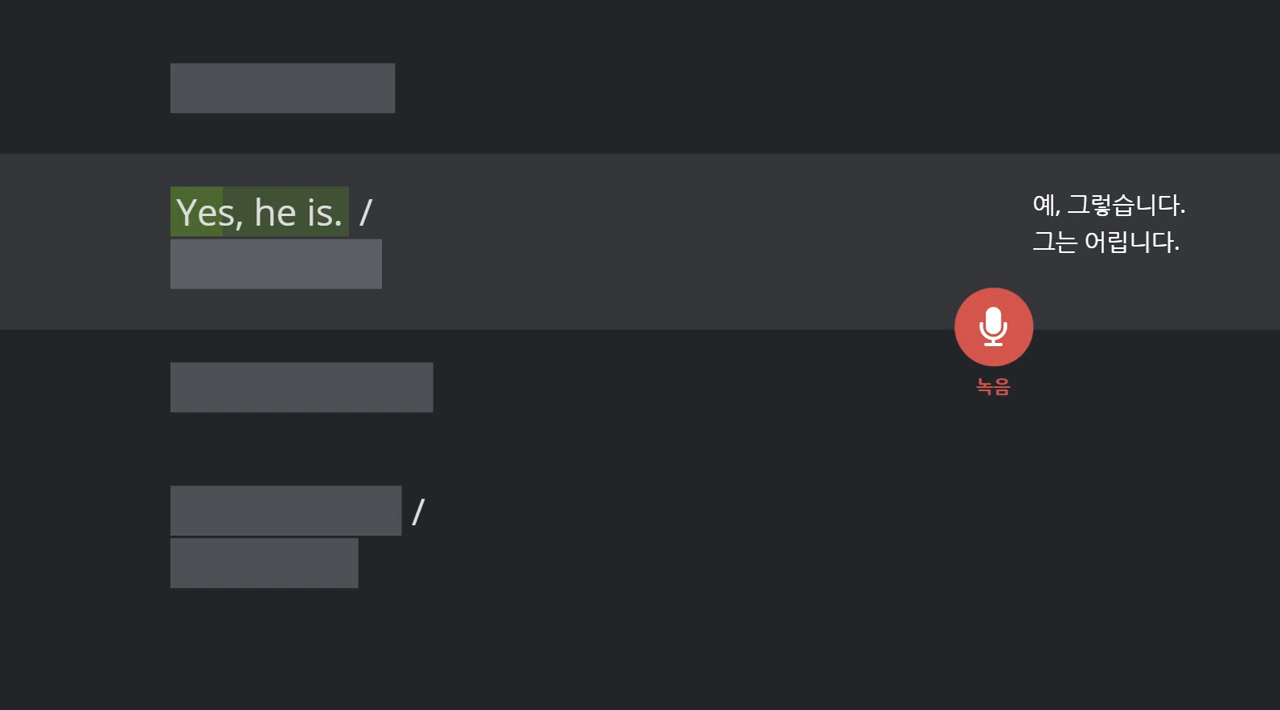 Yes, he is. /
예, 그렇습니다.
그는 어립니다.
녹음
/